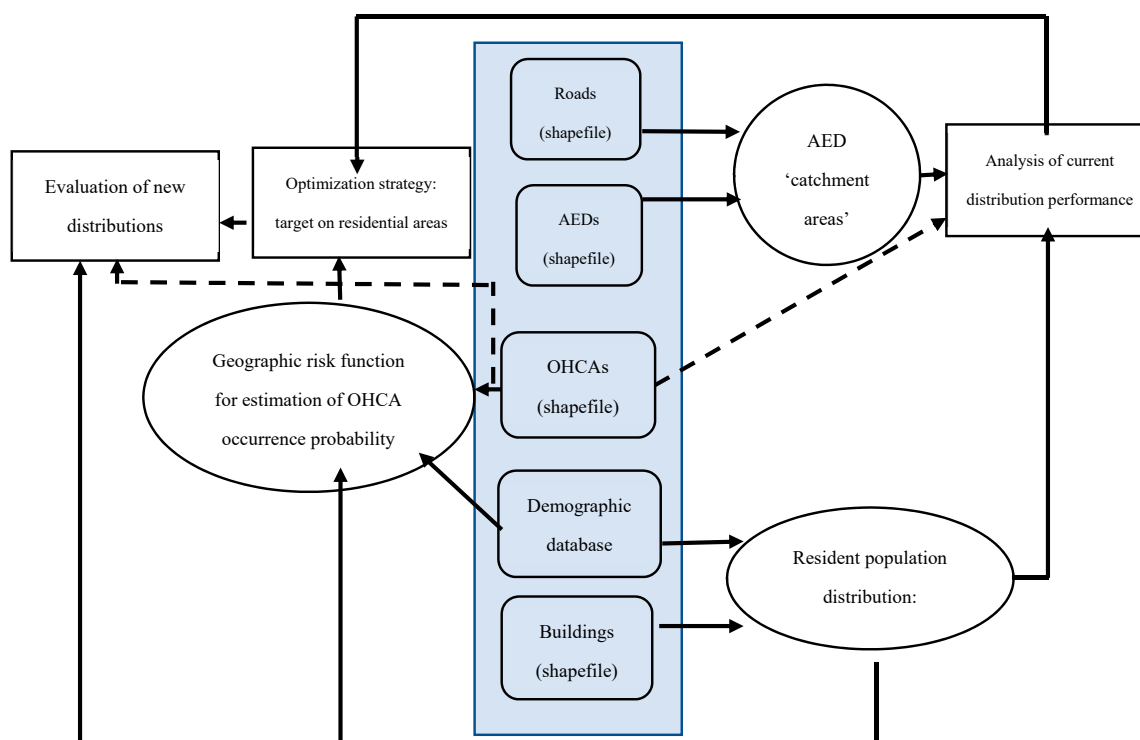 Roads
(shapefile)
AED
‘catchment
areas’
Analysis of current
distribution performance
Evaluation of new
distributions
Optimization strategy:
target on residential areas
AEDs
(shapefile)
Geographic risk function
for estimation of OHCA
occurrence probability
OHCAs
(shapefile)
Demographic
database
Resident population
distribution:
Buildings
(shapefile)